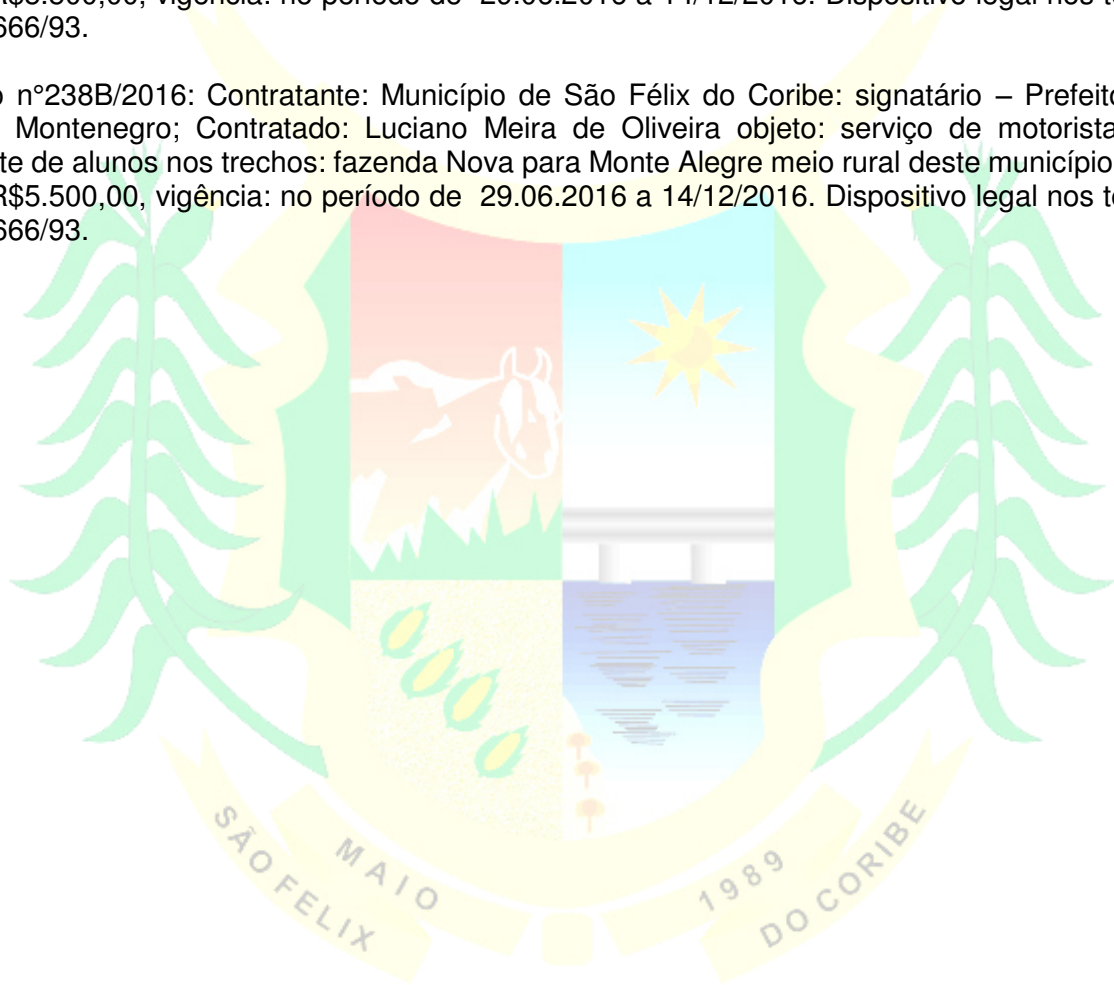 R$5.500,00, vigência: no período de 29.06.2016 a 14/12/2016. Dispositivo legal nos
666/93.
n°238B/2016: Contratante: Município de São Félix do Coribe: signatário – Prefeito
Montenegro; Contratado: Luciano Meira de Oliveira objeto: serviço de motorista
te de alunos nos trechos: fazenda Nova para Monte Alegre meio rural deste município
R$5.500,00, vigência: no período de 29.06.2016 a 14/12/2016. Dispositivo legal nos
666/93.
SÃO FELIX MAIO 1989 DO CORIBE